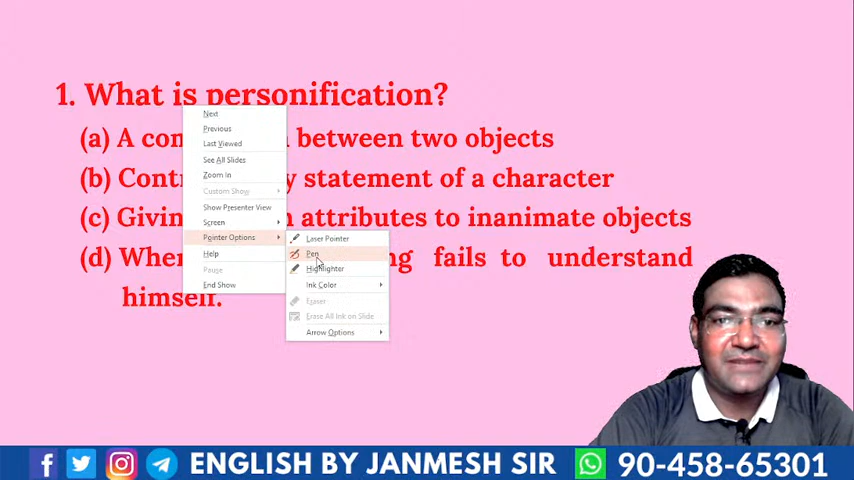 1. What is personification?
(a) A com n between two objects
(b) Contr y statement of a character
(c) Giving n attributes to inanimate objects
(d) When ng fails to understand
himself.
Next
Previous
Last Viewed
See All Slides
Zoom In
Custom Show
Show Presenter View
Screen
Pointer Options
Help
Pause
End Show
Laser Pointer
Pen
Highlighter
Ink Color
Eraser
Erase All Ink on Slide
Arrow Options
ENGLISH BY JANMESH SIR 90-458-65301